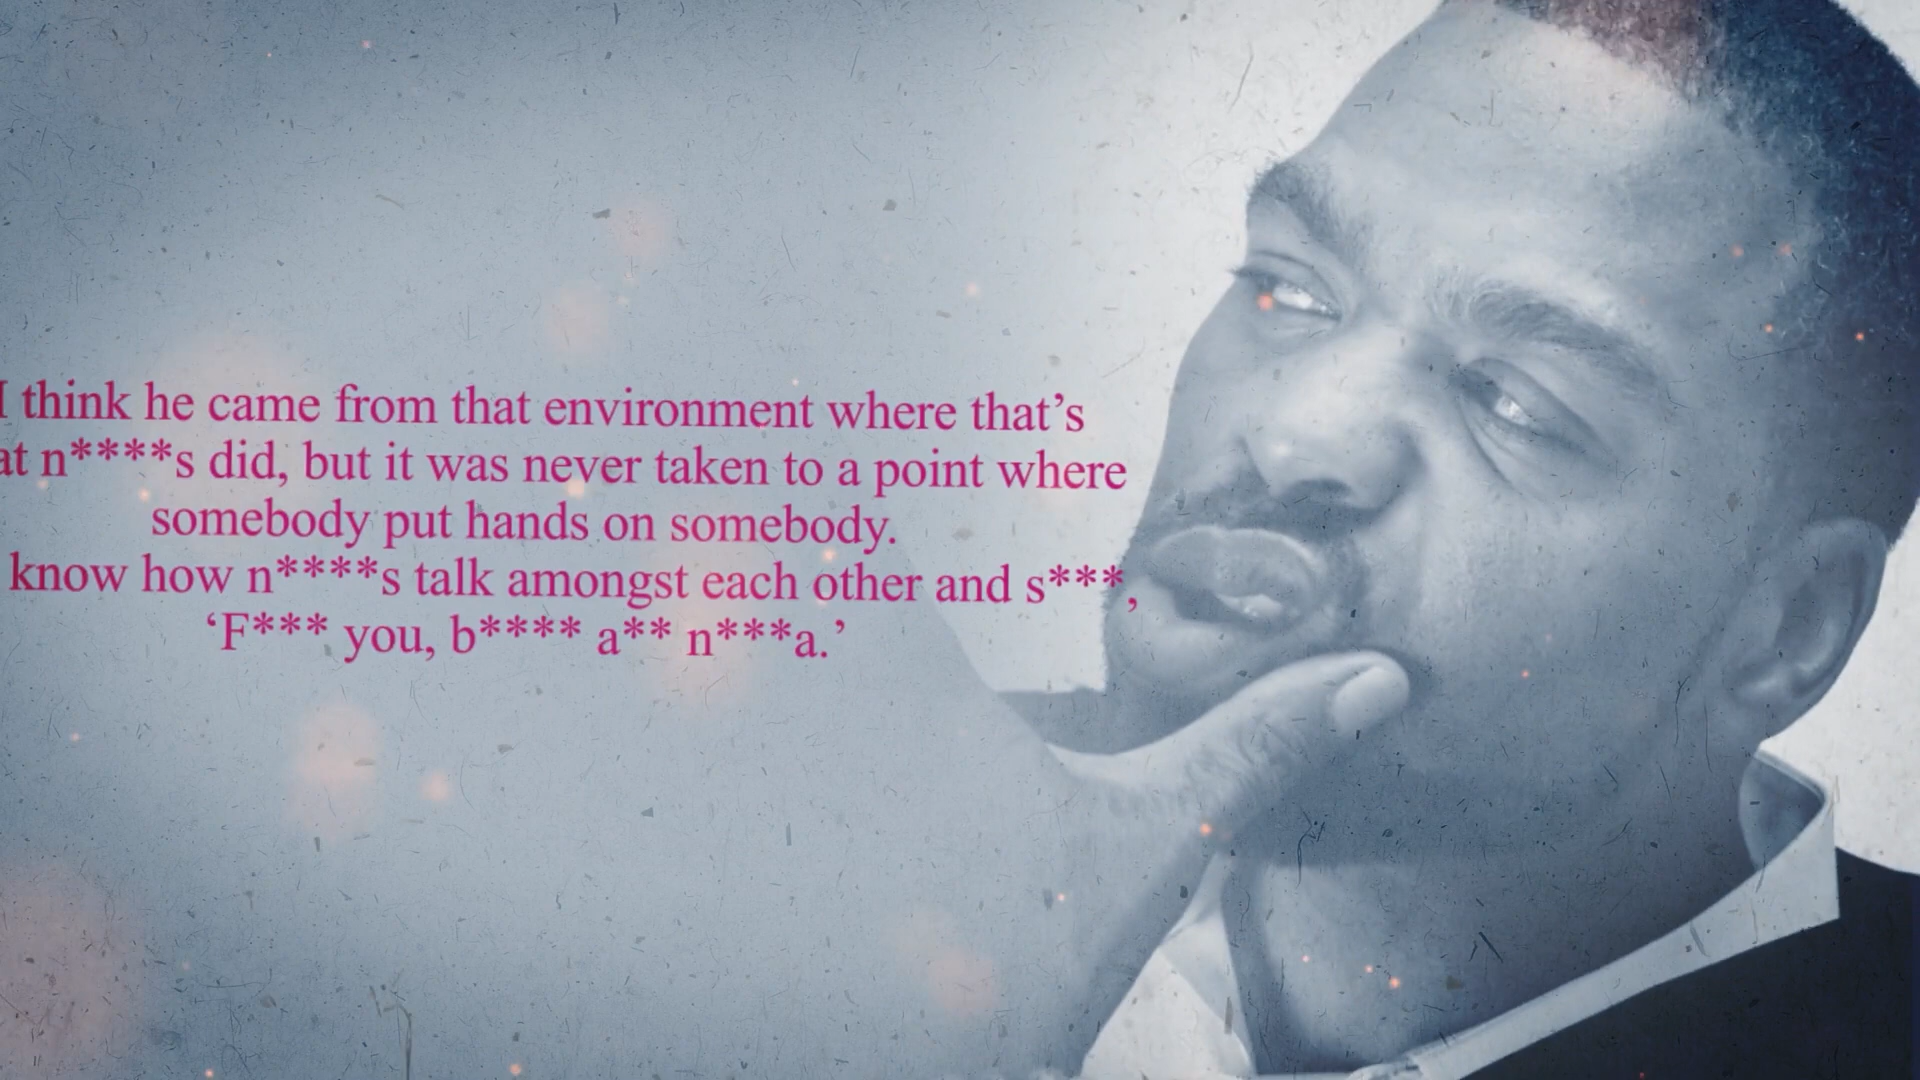 I think he came from that environment where that’s
at n****s did, but it was never taken to a point where
somebody put hands on somebody.
know how n****s talk amongst each other and s***,
‘F*** you, b**** a** n***a.’